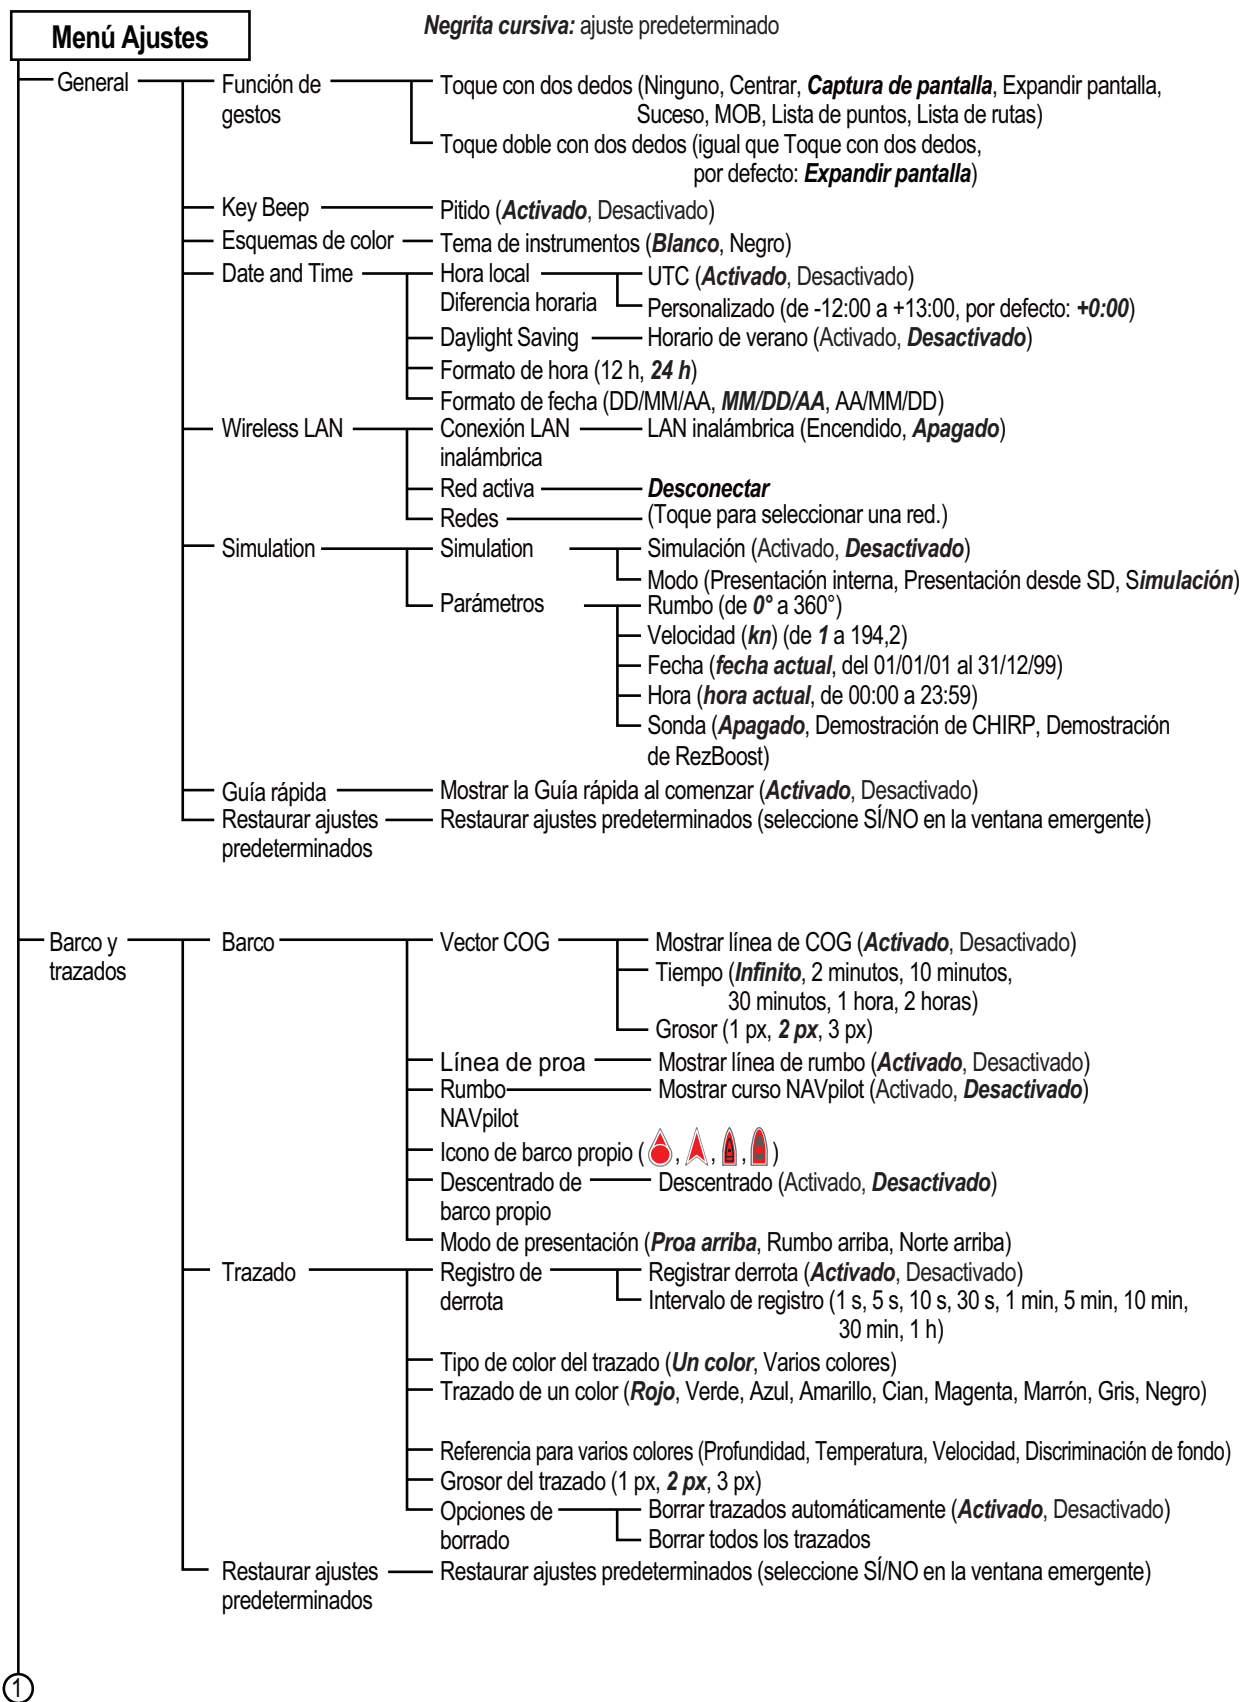 Menú Ajustes
Negrita cursiva: ajuste predeterminado
General
Función de
gestos
Toque con dos dedos (Ninguno, Centrar, Captura de pantalla, Expandir pantalla,
Suceso, MOB, Lista de puntos, Lista de rutas)
Toque doble con dos dedos (igual que Toque con dos dedos,
por defecto: Expandir pantalla)
Key Beep
Pitido (Activado, Desactivado)
Esquemas de color
Tema de instrumentos (Blanco, Negro)
Date and Time
Hora local
Diferencia horaria
UTC (Activado, Desactivado)
Personalizado (de -12:00 a +13:00, por defecto: +0:00)
Daylight Saving
Horario de verano (Activado, Desactivado)
Formato de hora (12 h, 24 h)
Formato de fecha (DD/MM/AA, MM/DD/AA, AA/MM/DD)
Wireless LAN
Conexión LAN
inalámbrica
LAN inalámbrica (Encendido, Apagado)
Red activa
Desconectar
Redes
(Toque para seleccionar una red.)
Simulation
Simulation
Simulación (Activado, Desactivado)
Modo (Presentación interna, Presentación desde SD, Simulación)
Parámetros
Rumbo (de 0° a 360°)
Velocidad (kn) (de 1 a 194,2)
Fecha (fecha actual, del 01/01/01 al 31/12/99)
Hora (hora actual, de 00:00 a 23:59)
Sonda (Apagado, Demostración de CHIRP, Demostración
de RezBoost)
Guía rápida
Mostrar la Guía rápida al comenzar (Activado, Desactivado)
Restaurar ajustes
predeterminados
Restaurar ajustes predeterminados (seleccione SÍ/NO en la ventana emergente)
Barco y
trazados
Barco
Vector COG
Mostrar línea de COG (Activado, Desactivado)
Tiempo (Infinito, 2 minutos, 10 minutos,
30 minutos, 1 hora, 2 horas)
Grosor (1 px, 2 px, 3 px)
Línea de proa
Mostrar línea de rumbo (Activado, Desactivado)
Rumbo
NAVpilot
Mostrar curso NAVpilot (Activado, Desactivado)
Icono de barco propio ( , , , )
Descentrado de
barco propio
Descentrado (Activado, Desactivado)
Modo de presentación (Proa arriba, Rumbo arriba, Norte arriba)
Trazado
Registro de
derrota
Registrar derrota (Activado, Desactivado)
Intervalo de registro (1 s, 5 s, 10 s, 30 s, 1 min, 5 min, 10 min,
30 min, 1 h)
Tipo de color del trazado (Un color, Varios colores)
Trazado de un color (Rojo, Verde, Azul, Amarillo, Cian, Magenta, Marrón, Gris, Negro)
Referencia para varios colores (Profundidad, Temperatura, Velocidad, Discriminación de fondo)
Grosor del trazado (1 px, 2 px, 3 px)
Opciones de
borrado
Borrar trazados automáticamente (Activado, Desactivado)
Borrar todos los trazados
Restaurar ajustes
predeterminados
Restaurar ajustes predeterminados (seleccione SÍ/NO en la ventana emergente)
1